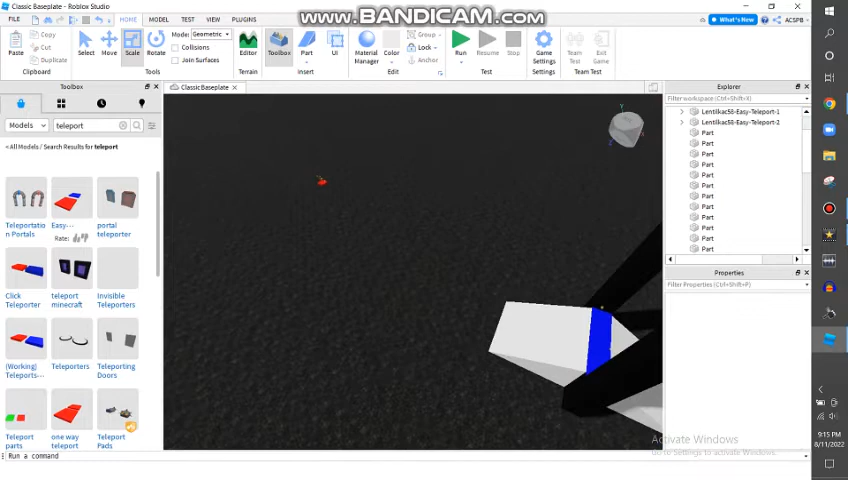 Classic Baseplate - Roblox Studio
www.BANDICAM.com
FILE
HOME MODEL TEST VIEW PLUGINS
What's New
ACSPB
Paste
Cut
Copy
Duplicate
Clipboard
Select
Move
Scale
Rotate
Mode: Geometric
Collisions
Join Surfaces
Tools
Editor
Terrain
Toolbox
Part
UI
Insert
Material Manager
Color
Group
Lock
Anchor
Edit
Run
Resume
Stop
Test
Game Settings
Settings
Team Test
Exit Game
Team Test
Toolbox
Classic Baseplate
Explorer
Filter workspace (Ctrl+Shift+X)
Models
teleport
<All Models / Search Results for teleport
Teleportatio
n Portals
Easy---
Rate:
portal
teleporter
Click
Teleporter
teleport
minecraft
Invisible
Teleporters
(Working)
Teleports--
Teleporters
Teleporting
Doors
Teleport
parts
one way
teleport
Teleport
Pads
Y
X
Z
Lentilkac58-Easy-Teleport-1
Lentilkac58-Easy-Teleport-2
Part
Part
Part
Part
Part
Part
Part
Part
Part
Part
Part
Part
Properties
Filter Properties (Ctrl+Shift+P)
Activate Windows
Go to Settings to activate Windows.
Run a command
9:15 PM
8/11/2022